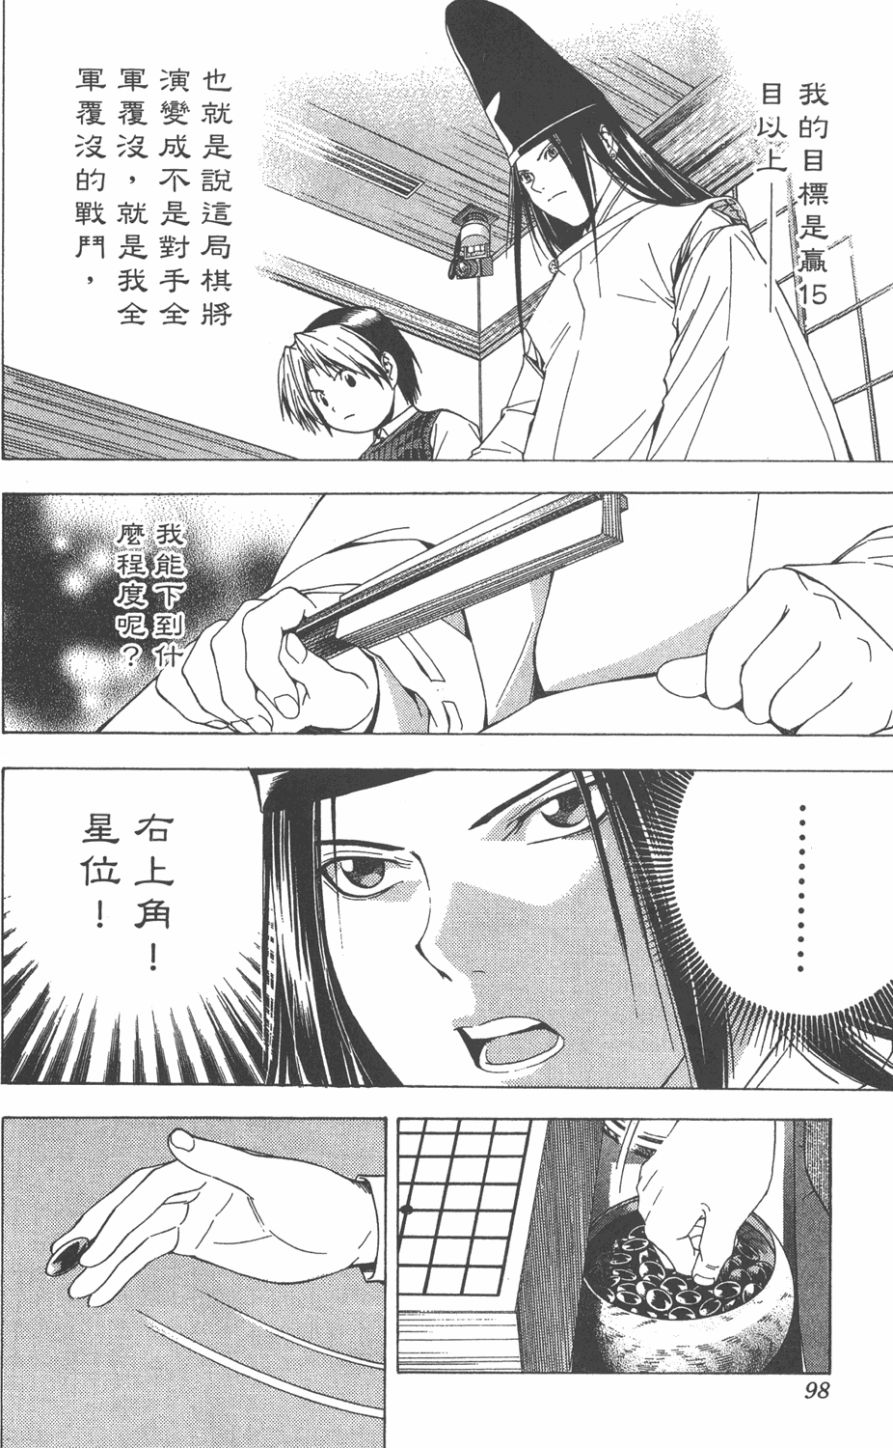 我的目標是贏15
目以上——
也就是說這局棋將
演變成不是對手全
軍覆沒，就是我全
軍覆沒的戰鬥，
我能下到什
麼程度呢？
…………
右上角！
星位！
98